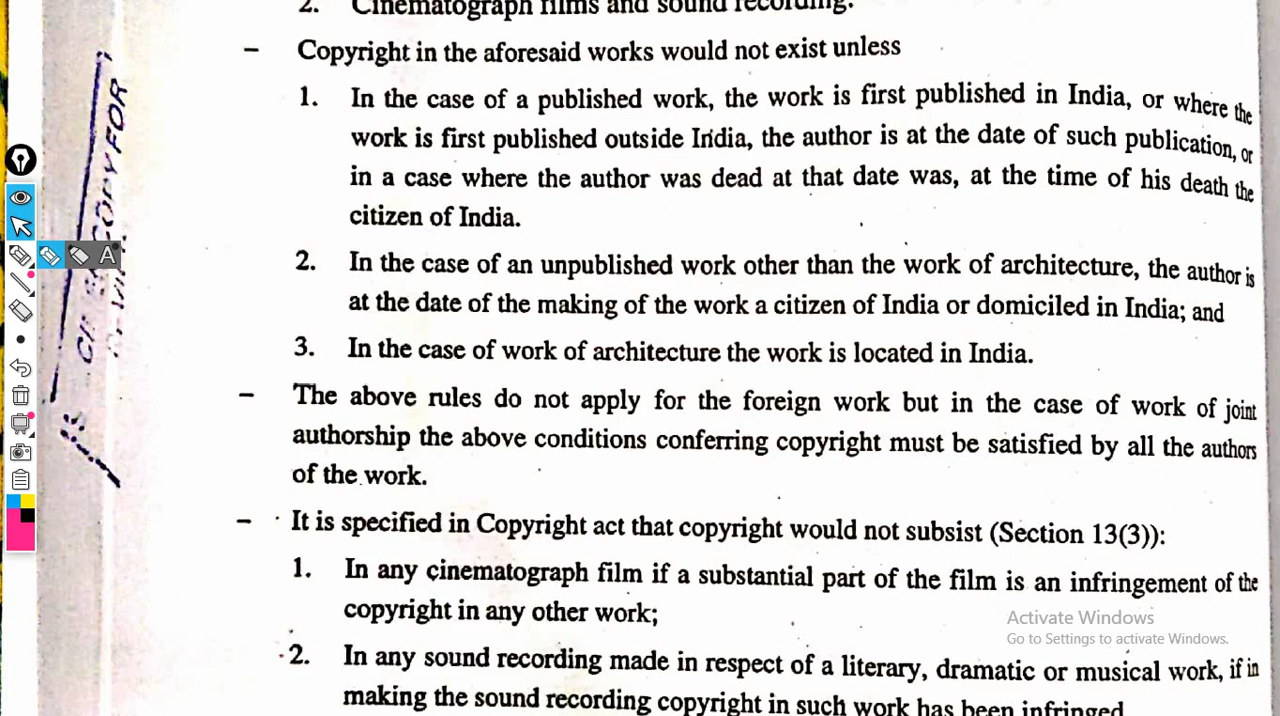 2. Cinematograph films and sound recording.
– Copyright in the aforesaid works would not exist unless
1. In the case of a published work, the work is first published in India, or where the
work is first published outside India, the author is at the date of such publication, or
in a case where the author was dead at that date was, at the time of his death the
citizen of India.
2. In the case of an unpublished work other than the work of architecture, the author is
at the date of the making of the work a citizen of India or domiciled in India; and
3. In the case of work of architecture the work is located in India.
– The above rules do not apply for the foreign work but in the case of work of joint
authorship the above conditions conferring copyright must be satisfied by all the authors
of the work.
– It is specified in Copyright act that copyright would not subsist (Section 13(3)):
1. In any cinematograph film if a substantial part of the film is an infringement of the
copyright in any other work;
2. In any sound recording made in respect of a literary, dramatic or musical work, if in
making the sound recording copyright in such work has been infringed
COPY FOR
A
Activate Windows
Go to Settings to activate Windows.